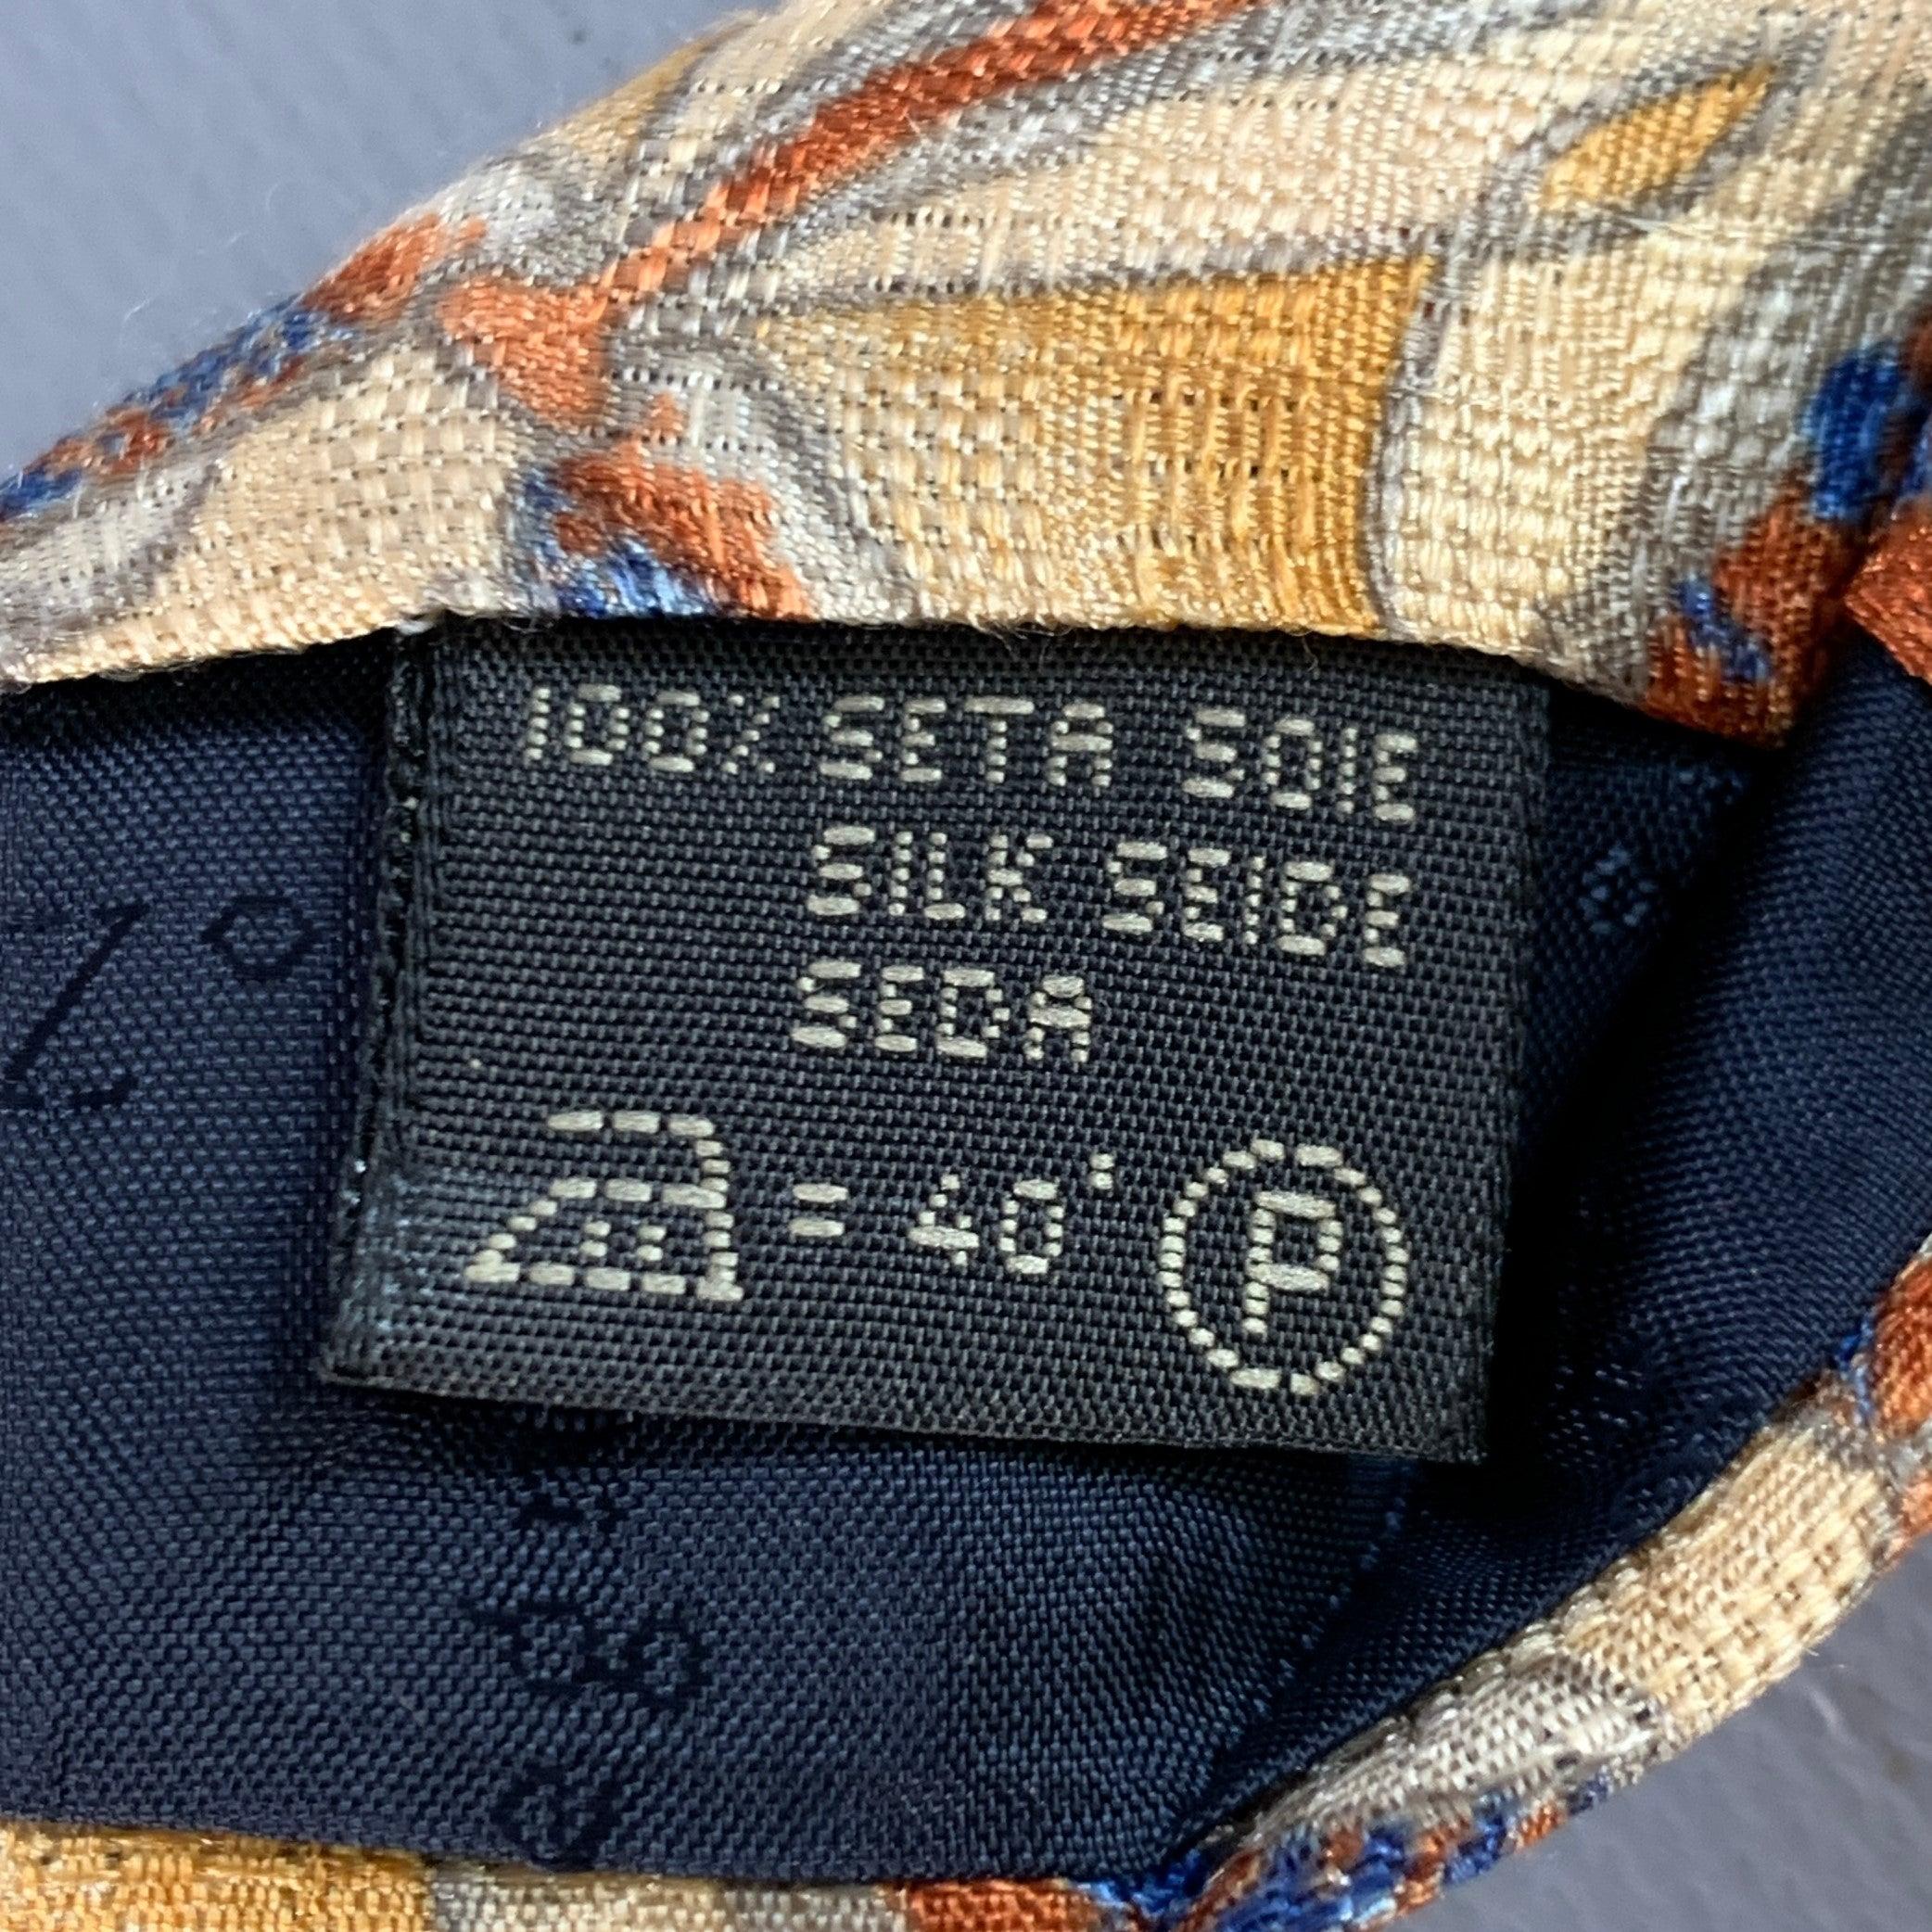 100% SETA SOIE
SILK SEIDE
SEDA
= 40' P